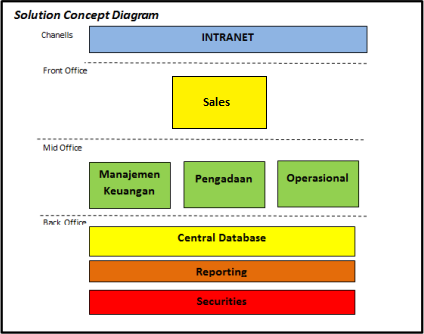 Solution Concept Diagram
Chanells
INTRANET
Front Office
Sales
Mid Office
Manajemen
Keuangan
Pengadaan
Operasional
Back Office
Central Database
Reporting
Securities